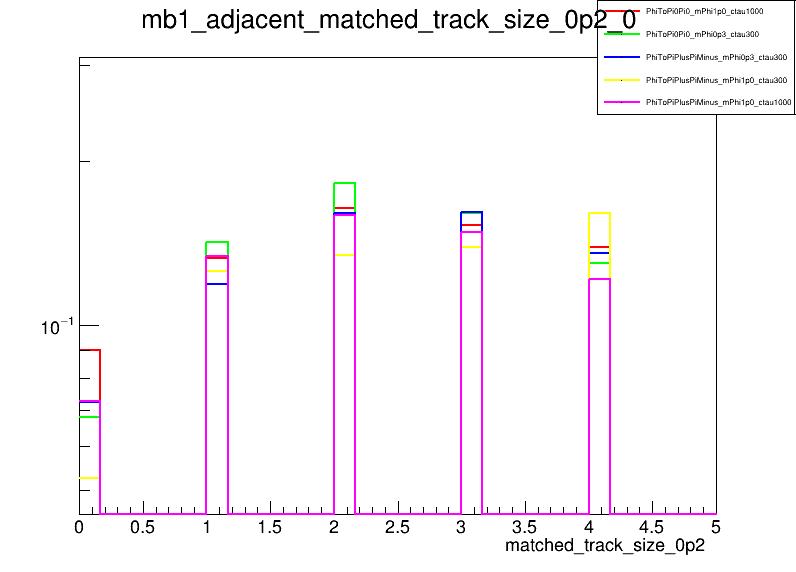 mb1_adjacent_matched_track_size_0p2_0
PhiToPi0Pi0_mPhi1p0_ctau1000
PhiToPi0Pi0_mPhi0p3_ctau300
PhiToPiPlusPiMinus_mPhi0p3_ctau300
PhiToPiPlusPiMinus_mPhi1p0_ctau300
PhiToPiPlusPiMinus_mPhi1p0_ctau1000
10⁻¹
0 0.5 1 1.5 2 2.5 3 3.5 4 4.5 5
matched_track_size_0p2